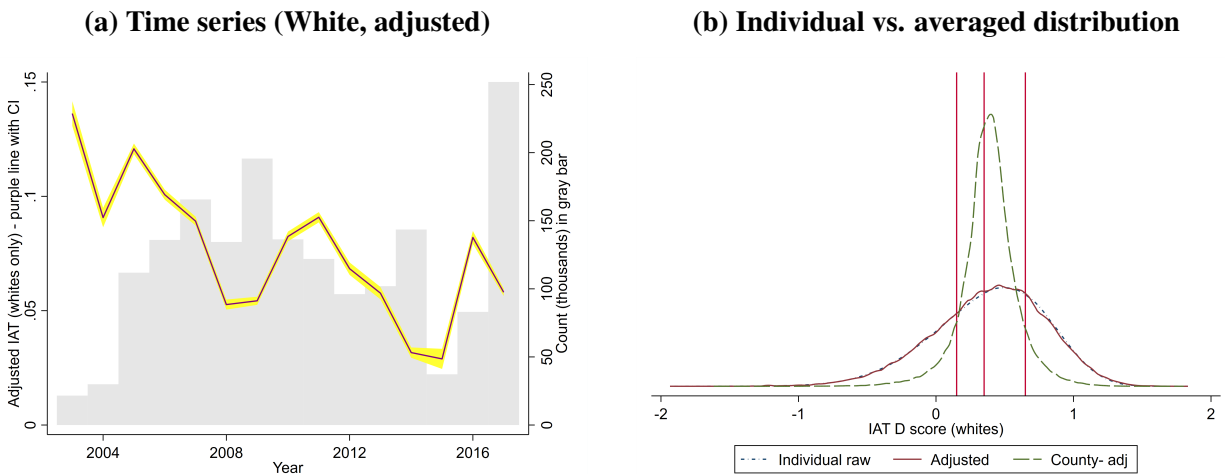 (a) Time series (White, adjusted)
Adjusted IAT (whites only) - purple line with CI
.15
.1
.05
0
2004
2008
2012
2016
Year
250
200
150
100
50
0
Count (thousands) in gray bar
(b) Individual vs. averaged distribution
-2
-1
0
1
2
IAT D score (whites)
Individual raw
Adjusted
County- adj